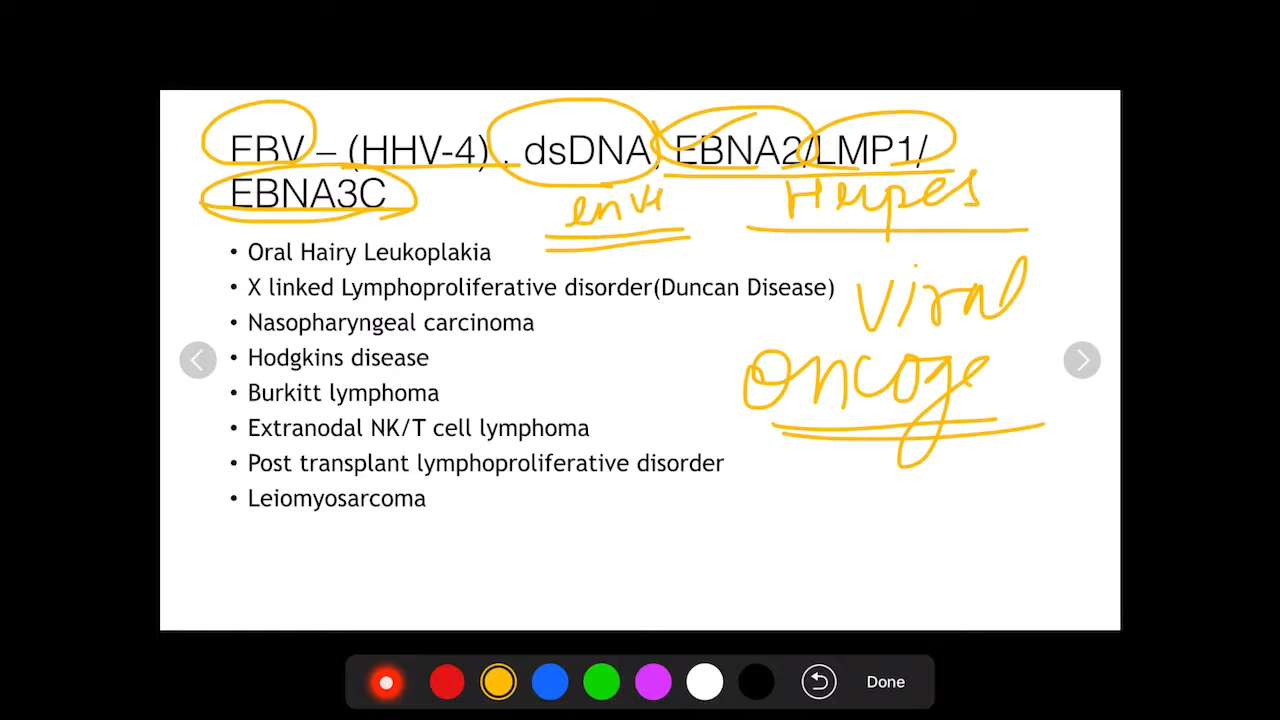 EBV – (HHV-4) . dsDNA, EBNA2/LMP1/
EBNA3C
enve
Herpes
• Oral Hairy Leukoplakia
• X linked Lymphoproliferative disorder(Duncan Disease)
viral
• Nasopharyngeal carcinoma
• Hodgkins disease
oncoge
• Burkitt lymphoma
• Extranodal NK/T cell lymphoma
• Post transplant lymphoproliferative disorder
• Leiomyosarcoma
Done